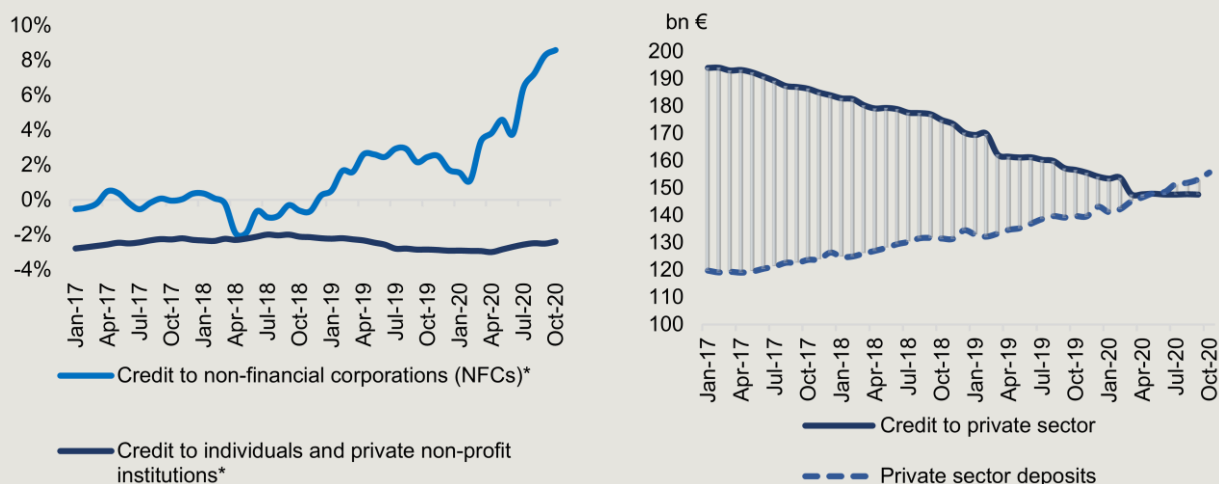 10%
8%
6%
4%
2%
0%
-2%
-4%
Jan-17
Apr-17
Jul-17
Oct-17
Jan-18
Apr-18
Jul-18
Oct-18
Jan-19
Apr-19
Jul-19
Oct-19
Jan-20
Apr-20
Jul-20
Oct-20
Credit to non-financial corporations (NFCs)*
Credit to individuals and private non-profit
institutions*
bn €
200
190
180
170
160
150
140
130
120
110
100
Jan-17
Apr-17
Jul-17
Oct-17
Jan-18
Apr-18
Jul-18
Oct-18
Jan-19
Apr-19
Jul-19
Oct-19
Jan-20
Apr-20
Jul-20
Oct-20
Credit to private sector
Private sector deposits